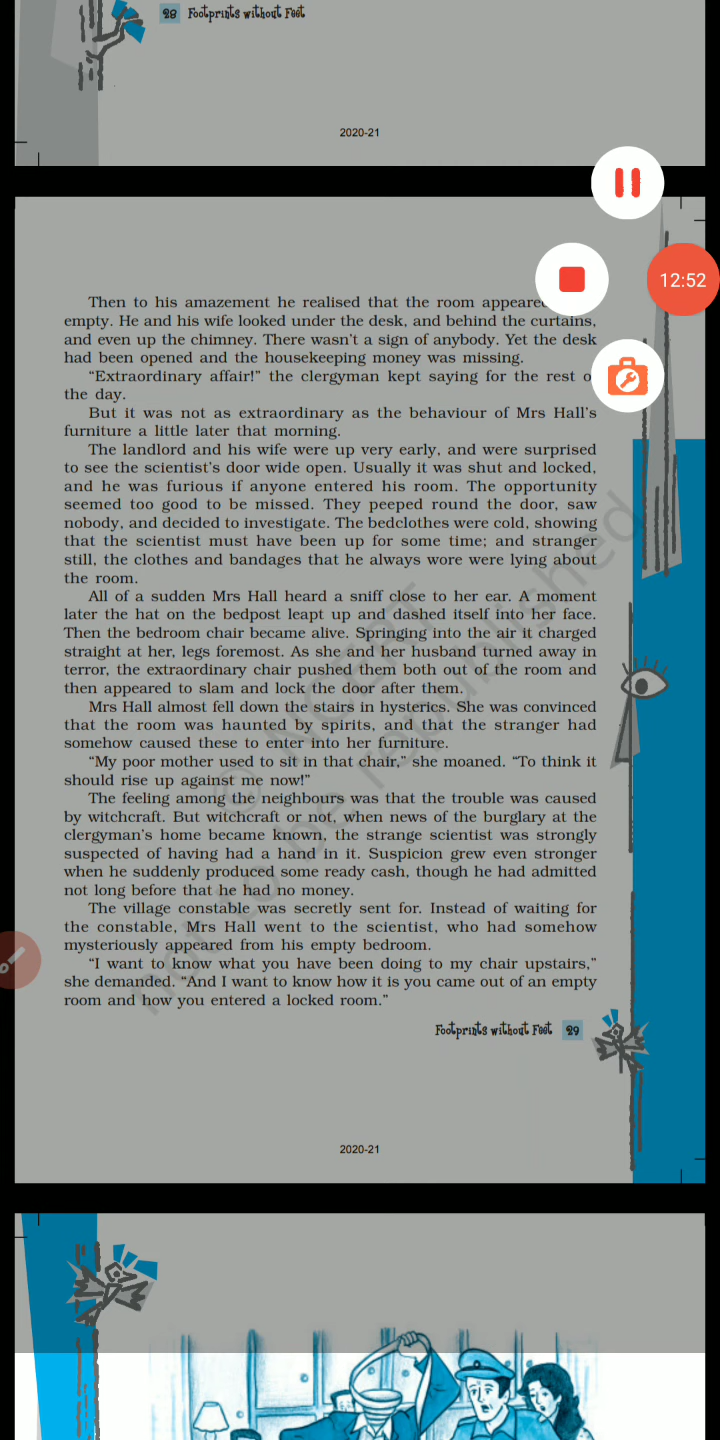 28 Footprints without Feet
2020-21
12:52
Then to his amazement he realised that the room appeared
empty. He and his wife looked under the desk, and behind the curtains,
and even up the chimney. There wasn't a sign of anybody. Yet the desk
had been opened and the housekeeping money was missing.
“Extraordinary affair!” the clergyman kept saying for the rest
the day.
But it was not as extraordinary as the behaviour of Mrs Hall's
furniture a little later that morning.
The landlord and his wife were up very early, and were surprised
to see the scientist's door wide open. Usually it was shut and locked,
and he was furious if anyone entered his room. The opportunity
seemed too good to be missed. They peeped round the door, saw
nobody, and decided to investigate. The bedclothes were cold, showing
that the scientist must have been up for some time; and stranger
still, the clothes and bandages that he always wore were lying about
the room.
All of a sudden Mrs Hall heard a sniff close to her ear. A moment
later the hat on the bedpost leapt up and dashed itself into her face.
Then the bedroom chair became alive. Springing into the air it charged
straight at her, legs foremost. As she and her husband turned away in
terror, the extraordinary chair pushed them both out of the room and
then appeared to slam and lock the door after them.
Mrs Hall almost fell down the stairs in hysterics. She was convinced
that the room was haunted by spirits, and that the stranger had
somehow caused these to enter into her furniture.
“My poor mother used to sit in that chair,” she moaned. “To think it
should rise up against me now!”
The feeling among the neighbours was that the trouble was caused
by witchcraft. But witchcraft or not, when news of the burglary at the
clergyman's home became known, the strange scientist was strongly
suspected of having had a hand in it. Suspicion grew even stronger
when he suddenly produced some ready cash, though he had admitted
not long before that he had no money.
The village constable was secretly sent for. Instead of waiting for
the constable, Mrs Hall went to the scientist, who had somehow
mysteriously appeared from his empty bedroom.
“I want to know what you have been doing to my chair upstairs,”
she demanded. “And I want to know how it is you came out of an empty
room and how you entered a locked room.”
© NCERT
not to be republished
Footprints without Feet 29
2020-21